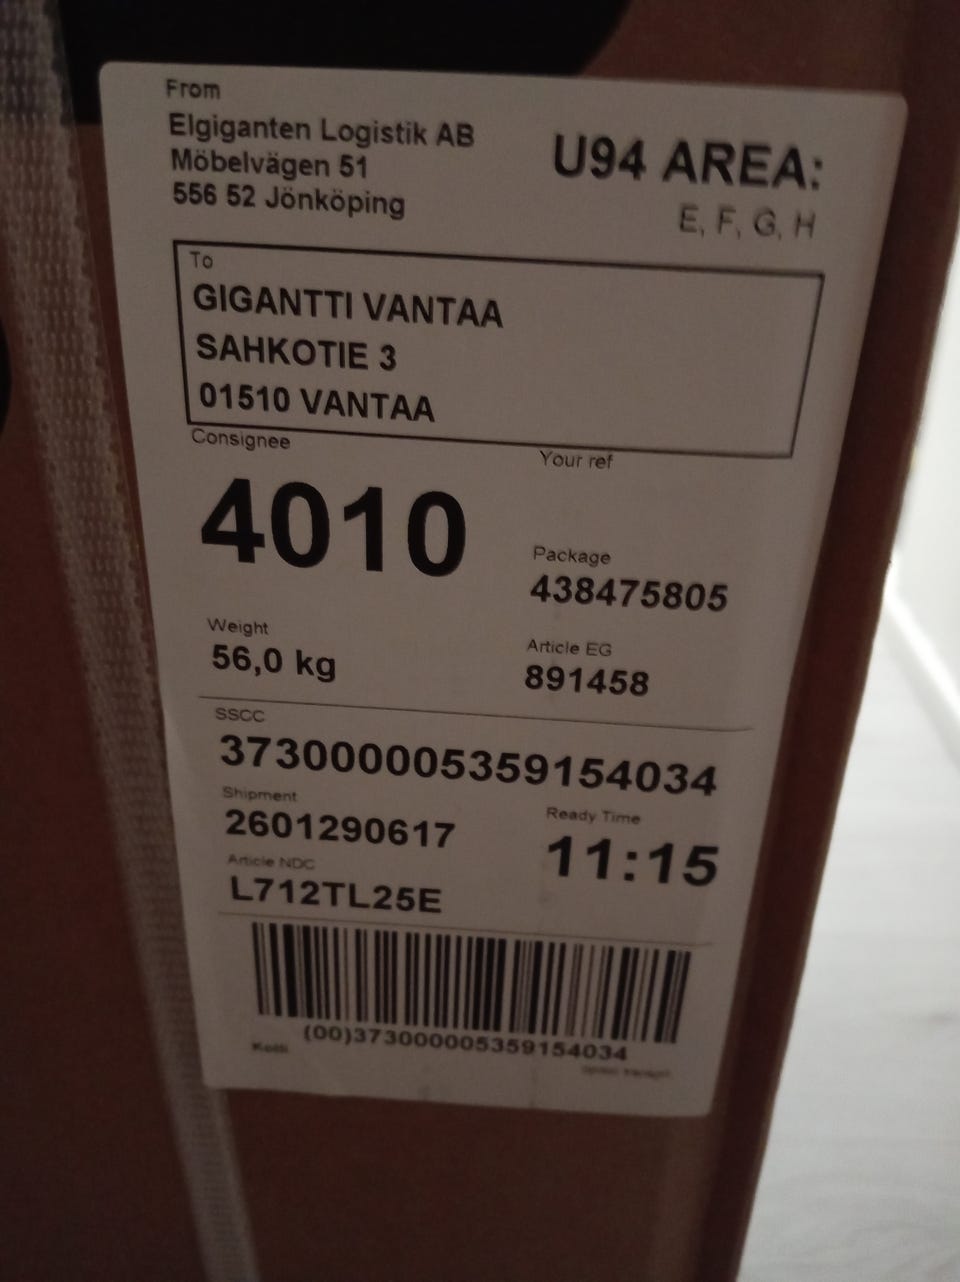 From
Elgiganten Logistik AB
Möbelvägen 51
556 52 Jönköping
U94 AREA:
E, F, G, H
To
GIGANTTI VANTAA
SAHKOTIE 3
01510 VANTAA
Consignee
4010
Your ref
Package
438475805
Weight
56,0 kg
Article EG
891458
SSCC
373000005359154034
Shipment
2601290617
Ready Time
11:15
Article NDC
L712TL25E
(00)373000005359154034
Kolli